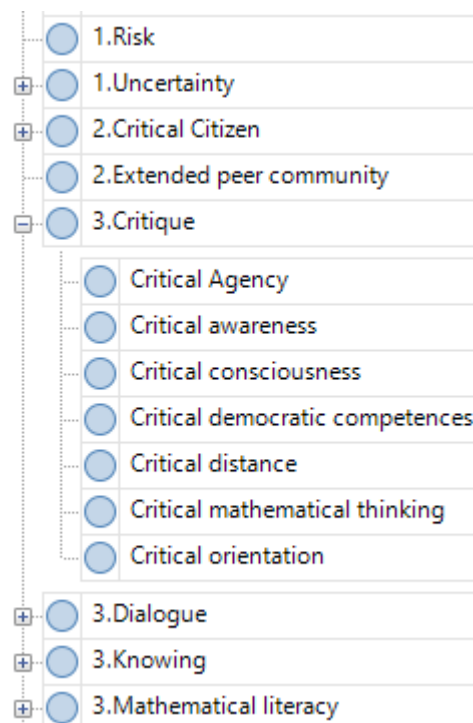 1.Risk
1.Uncertainty
2.Critical Citizen
2.Extended peer community
3.Critique
Critical Agency
Critical awareness
Critical consciousness
Critical democratic competences
Critical distance
Critical mathematical thinking
Critical orientation
3.Dialogue
3.Knowing
3.Mathematical literacy